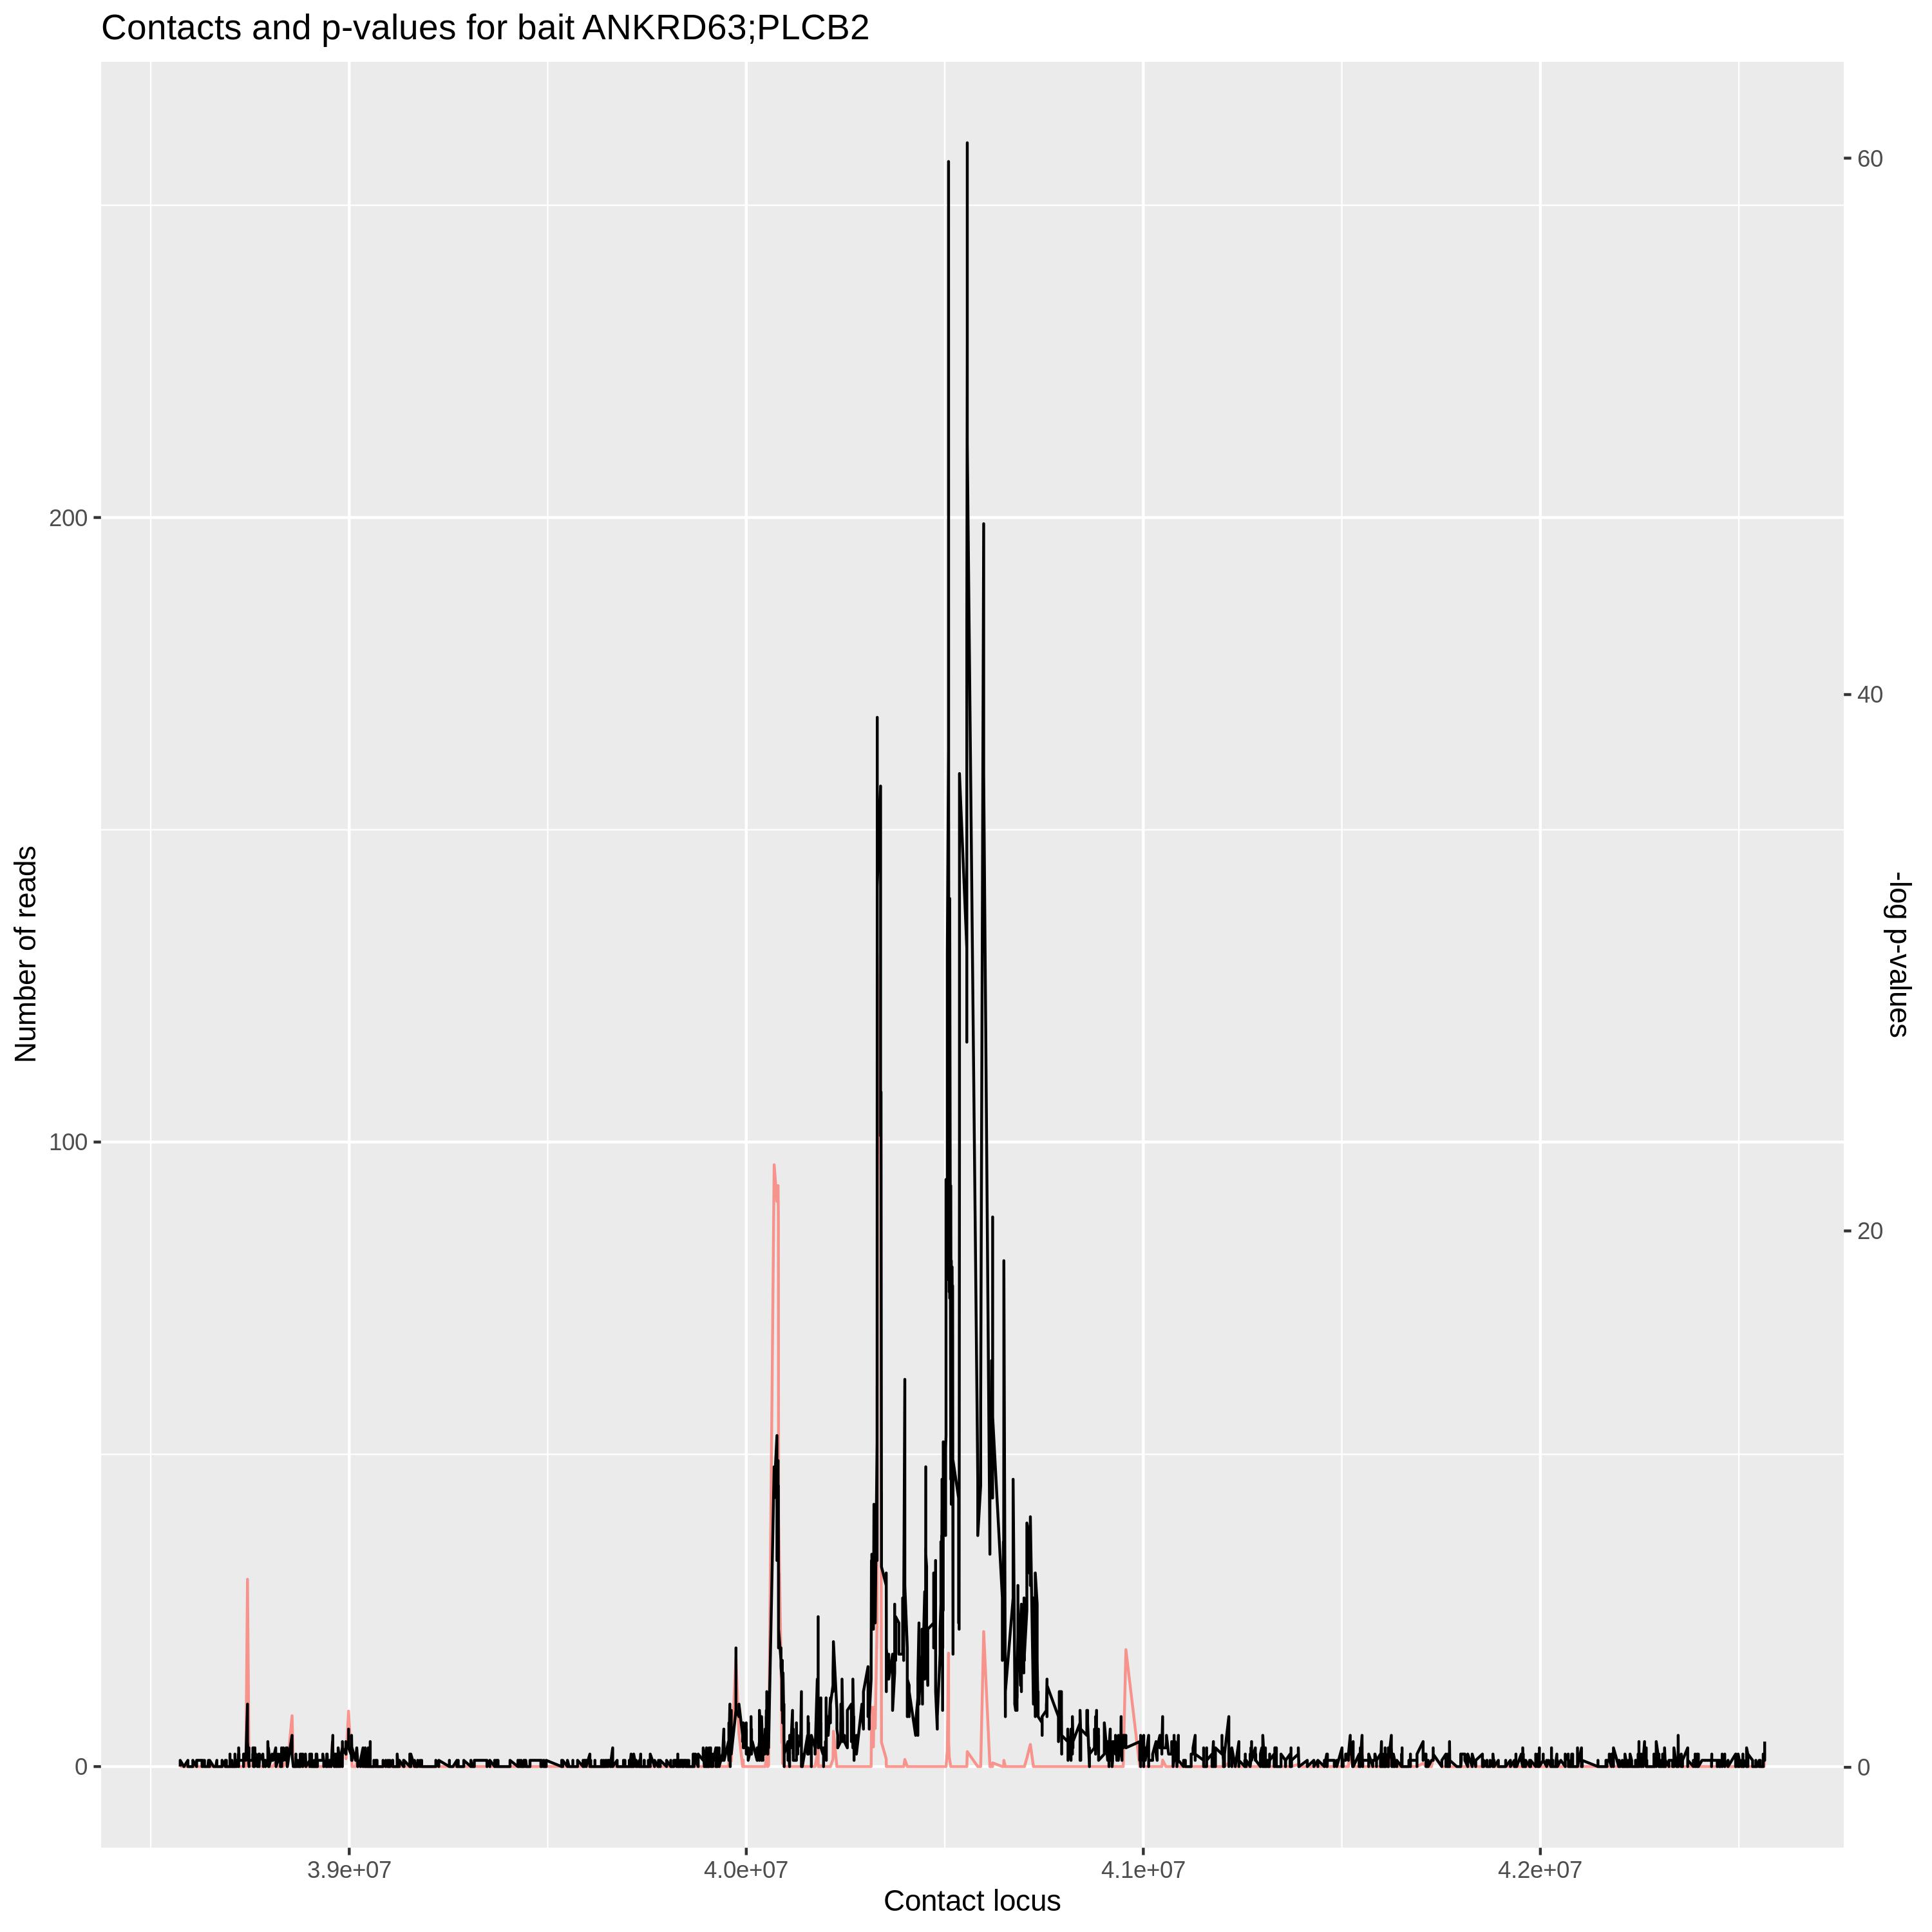 Contacts and p-values for bait ANKRD63;PLCB2
Number of reads
200
100
0
60
40
20
0
-log p-values
3.9e+07
4.0e+07
4.1e+07
4.2e+07
Contact locus